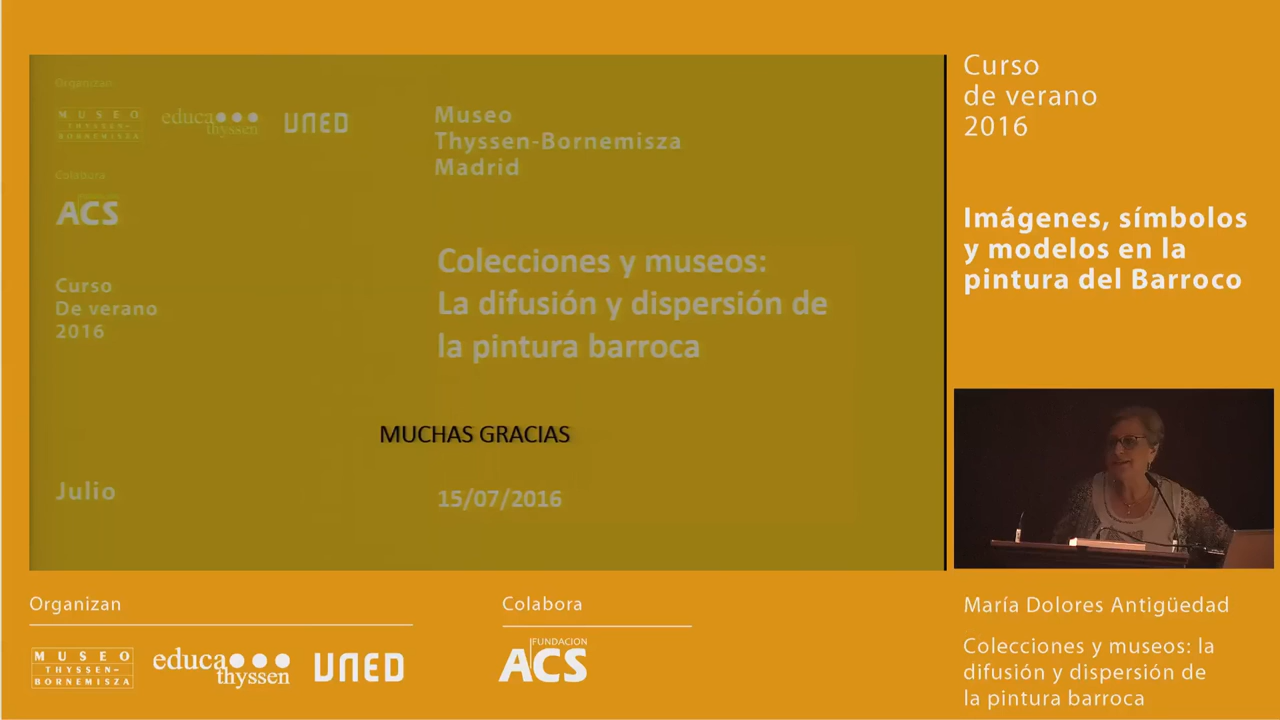 Organizan
MUSEO
THYSSEN-
BORNEMISZA
educa
thyssen
UNED
Colabora
ACS
Curso
De verano
2016
Julio
Museo
Thyssen-Bornemisza
Madrid
Colecciones y museos:
La difusión y dispersión de
la pintura barroca
MUCHAS GRACIAS
15/07/2016
Curso
de verano
2016
Imágenes, símbolos
y modelos en la
pintura del Barroco
María Dolores Antigüedad
Colecciones y museos: la
difusión y dispersión de
la pintura barroca
Organizan
MUSEO
THYSSEN-
BORNEMISZA
educa
thyssen
UNED
Colabora
FUNDACION
ACS